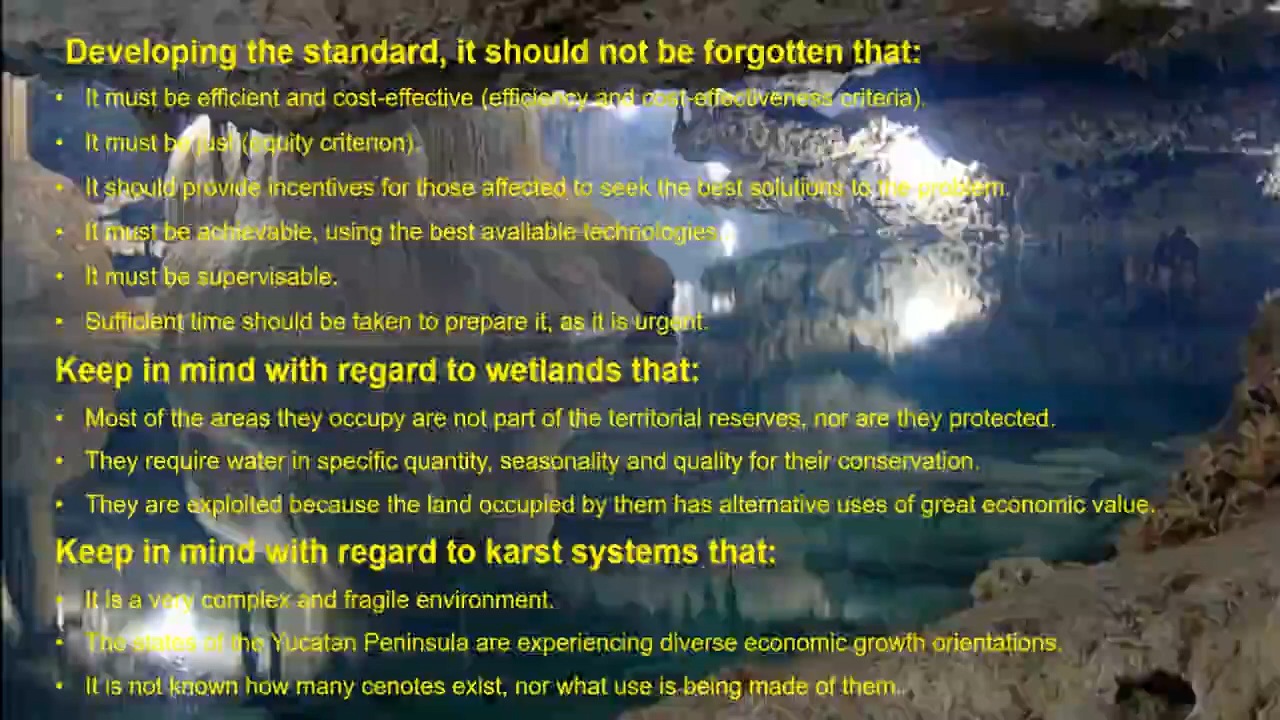 Developing the standard, it should not be forgotten that:
• It must be efficient and cost-effective (efficiency and cost-effectiveness criteria).
• It must be just (equity criterion).
• It should provide incentives for those affected to seek the best solutions to the problem.
• It must be achievable, using the best available technologies.
• It must be supervisable.
• Sufficient time should be taken to prepare it, as it is urgent.
Keep in mind with regard to wetlands that:
• Most of the areas they occupy are not part of the territorial reserves, nor are they protected.
• They require water in specific quantity, seasonality and quality for their conservation.
• They are exploited because the land occupied by them has alternative uses of great economic value.
Keep in mind with regard to karst systems that:
• It is a very complex and fragile environment.
• The states of the Yucatan Peninsula are experiencing diverse economic growth orientations.
• It is not known how many cenotes exist, nor what use is being made of them..